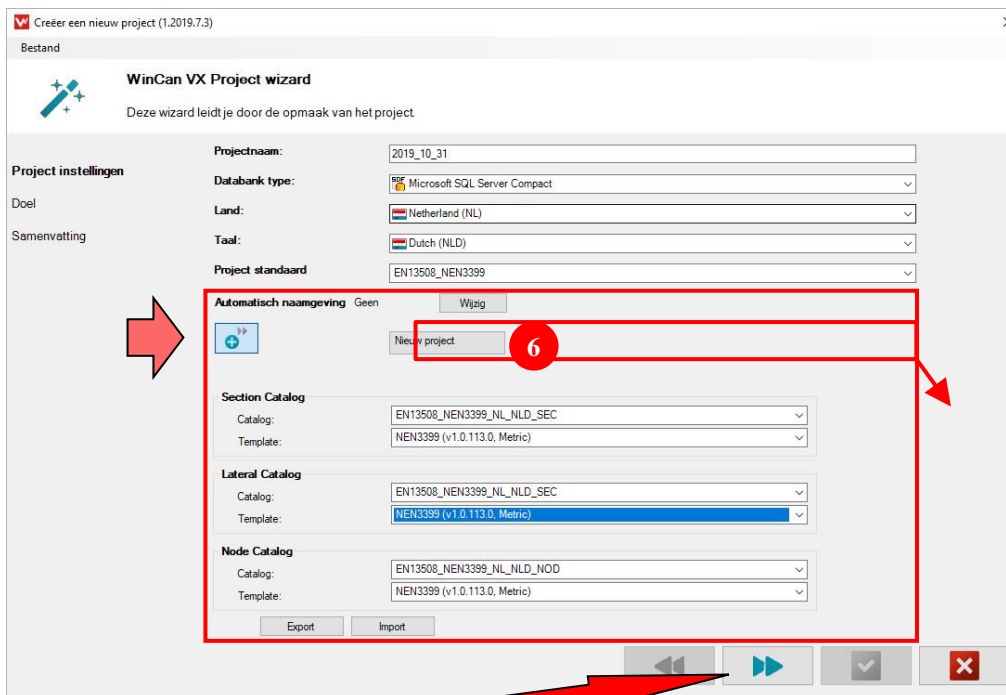 Creëer een nieuw project (1.2019.7.3)
Bestand
WinCan VX Project wizard
Deze wizard leidt je door de opmaak van het project.
Project instellingen
Doel
Samenvatting
Projectnaam: 2019_10_31
Databank type: Microsoft SQL Server Compact
Land: Netherland (NL)
Taal: Dutch (NLD)
Project standaard EN13508_NEN3399
Automatisch naamgeving Geen Wijzig
Nieuw project 6
Section Catalog
Catalog: EN13508_NEN3399_NL_NLD_SEC
Template: NEN3399 (v1.0.113.0, Metric)
Lateral Catalog
Catalog: EN13508_NEN3399_NL_NLD_SEC
Template: NEN3399 (v1.0.113.0, Metric)
Node Catalog
Catalog: EN13508_NEN3399_NL_NLD_NOD
Template: NEN3399 (v1.0.113.0, Metric)
Export Import